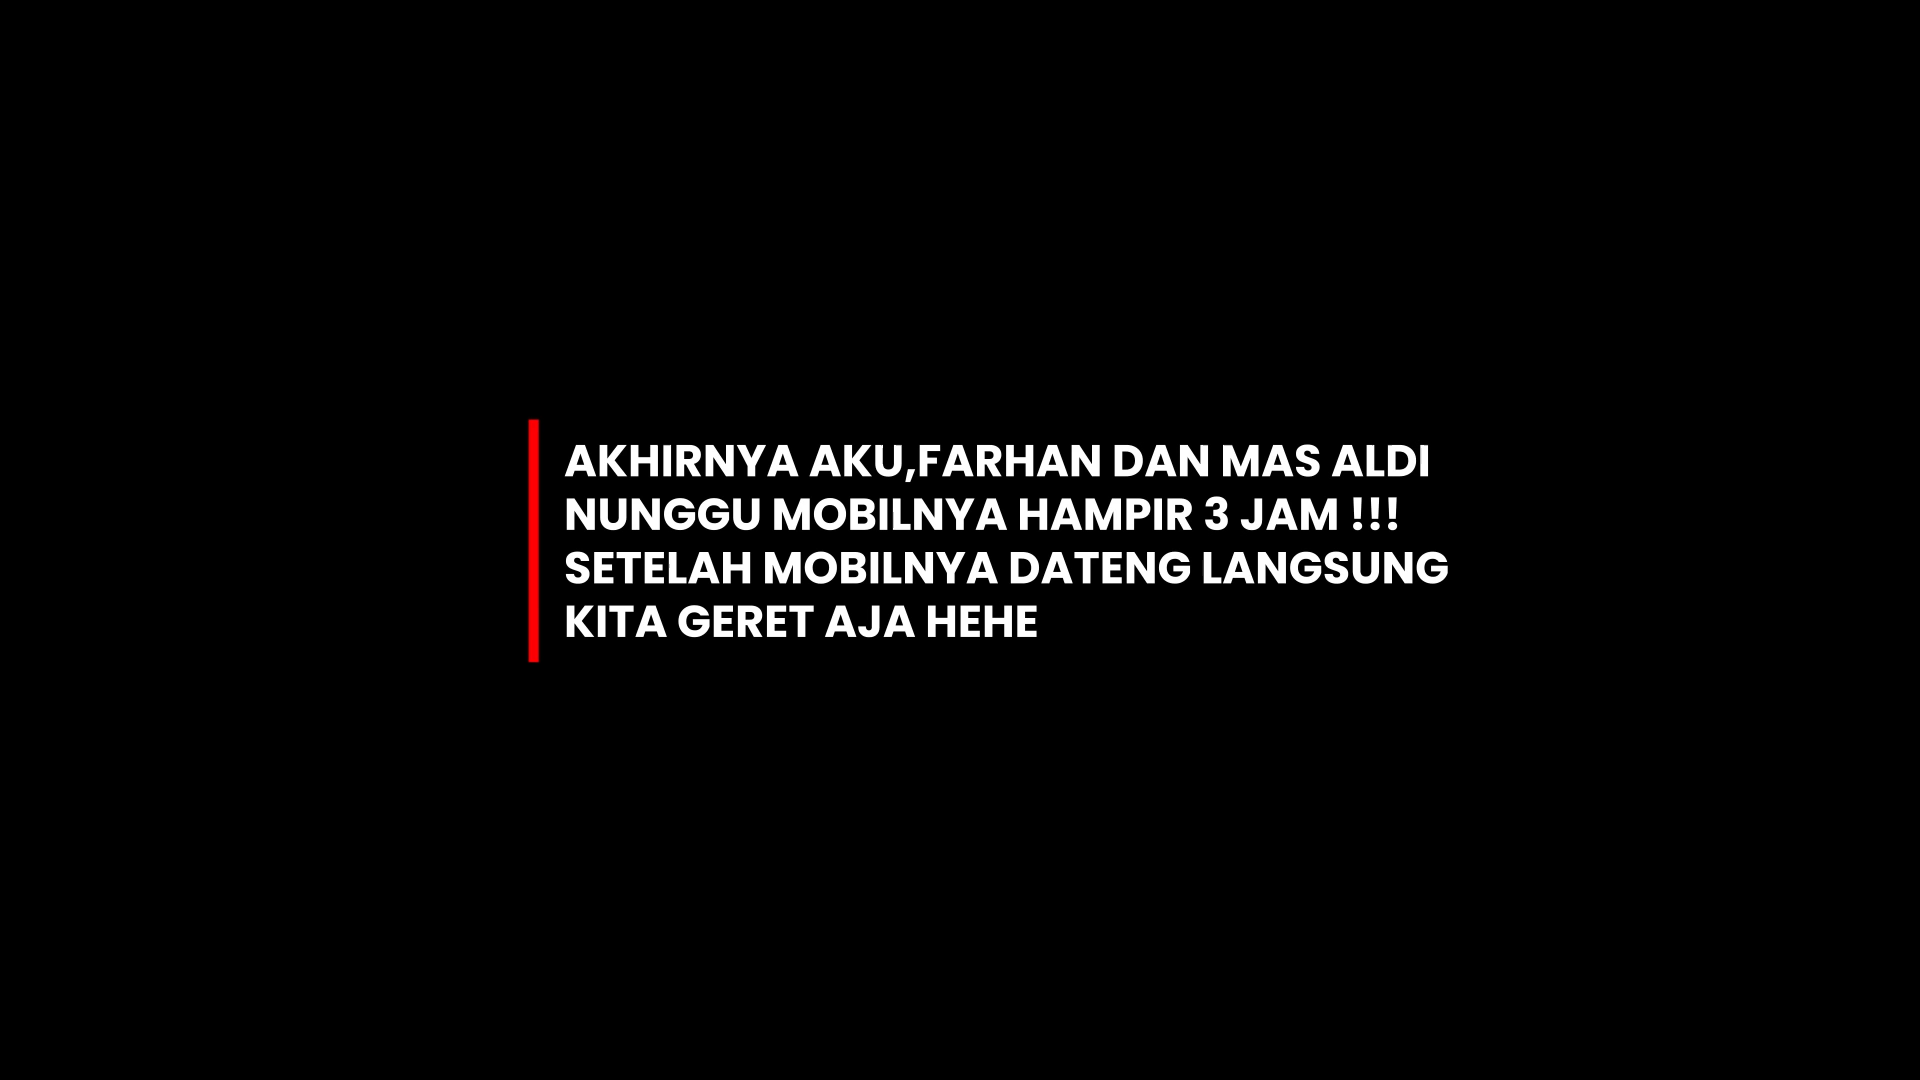 AKHIRNYA AKU,FARHAN DAN MAS ALDI
NUNGGU MOBILNYA HAMPIR 3 JAM !!!
SETELAH MOBILNYA DATENG LANGSUNG
KITA GERET AJA HEHE